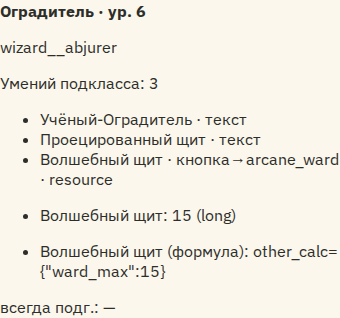 Оградитель · ур. 6
wizard__abjurer
Умений подкласса: 3
• Учёный-Оградитель · текст
• Проецированный щит · текст
• Волшебный щит · кнопка→arcane_ward
· resource
• Волшебный щит: 15 (long)
• Волшебный щит (формула): other_calc=
{"ward_max":15}
всегда подг.: —